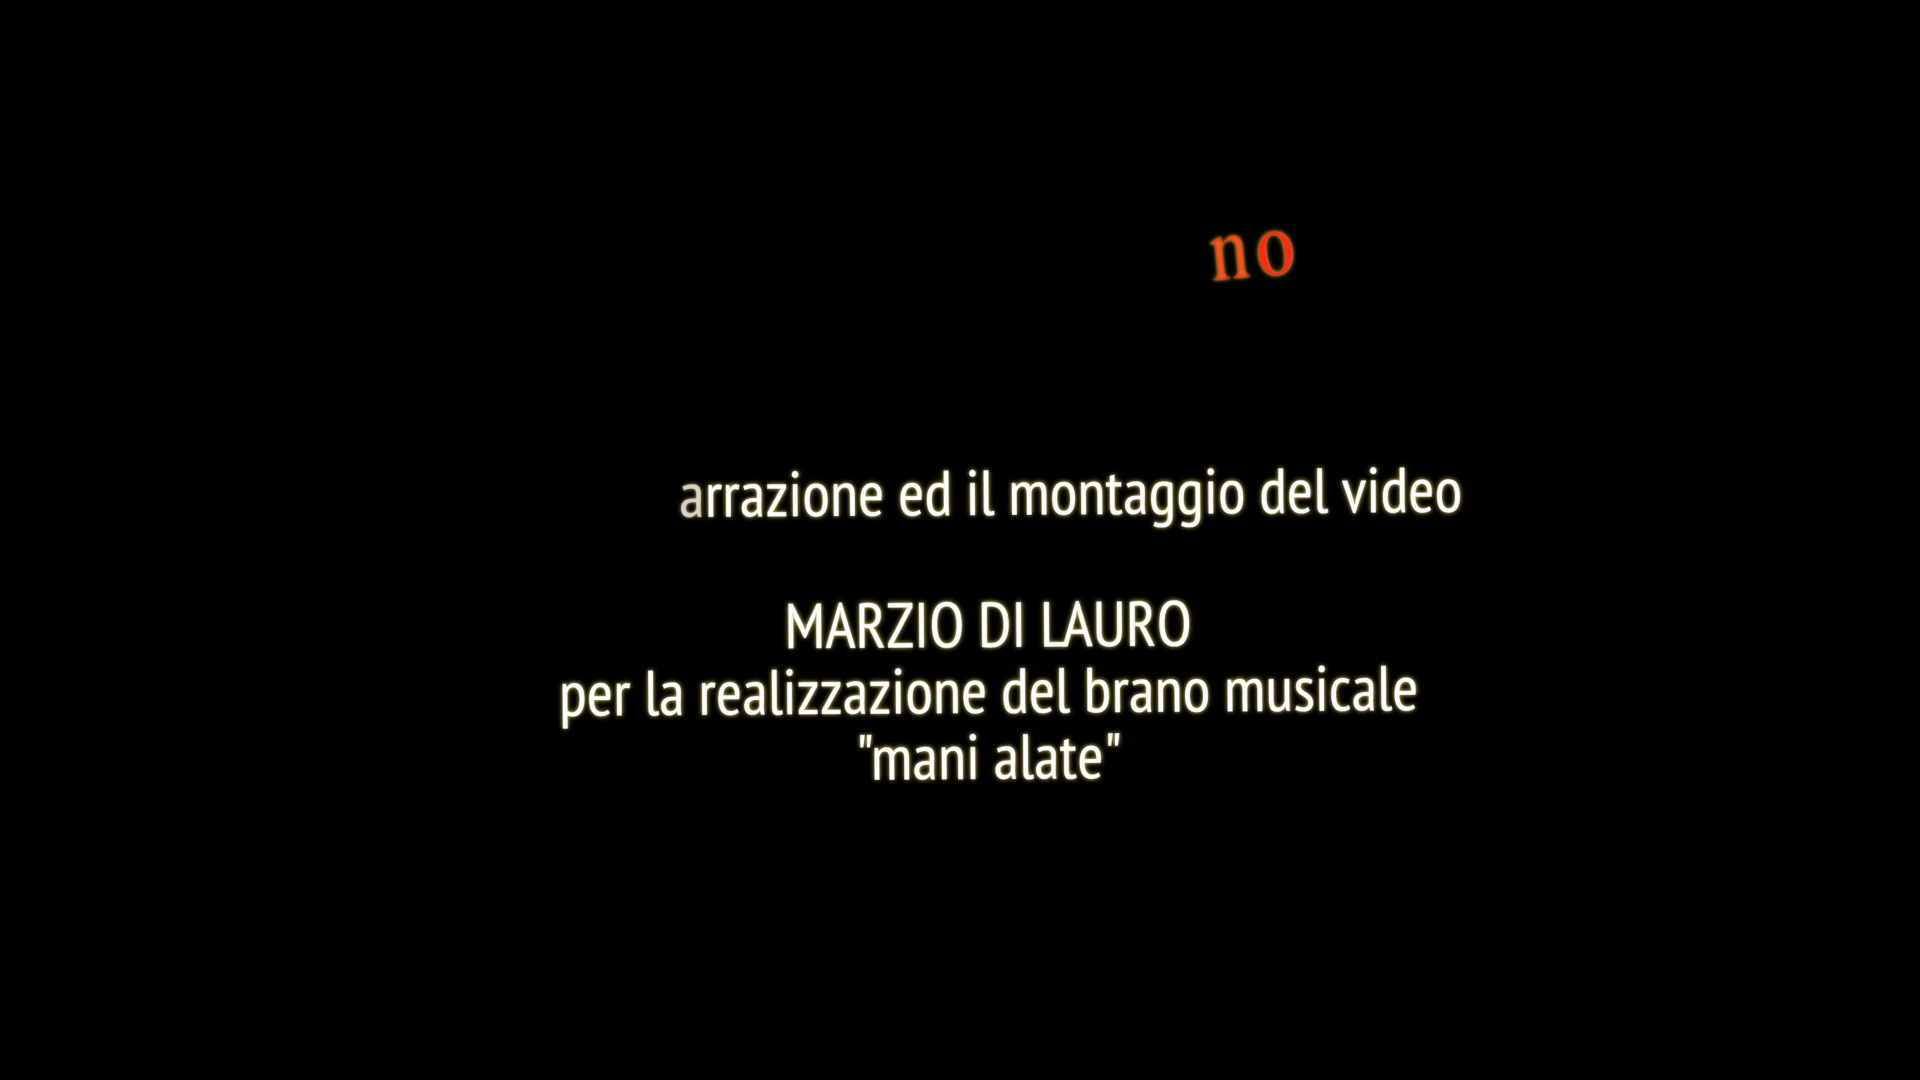 no
arrazione ed il montaggio del video
MARZIO DI LAURO
per la realizzazione del brano musicale
"mani alate"